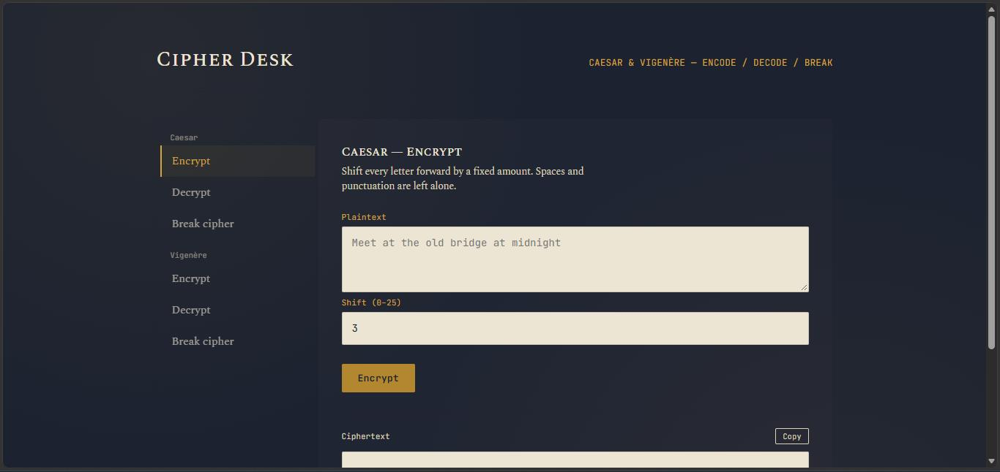 Cipher Desk
CAESAR & VIGENÈRE — ENCODE / DECODE / BREAK
Caesar
Encrypt
Decrypt
Break cipher
Vigenère
Encrypt
Decrypt
Break cipher
Caesar — Encrypt
Shift every letter forward by a fixed amount. Spaces and
punctuation are left alone.
Plaintext
Meet at the old bridge at midnight
Shift (0–25)
3
Encrypt
Ciphertext
Copy